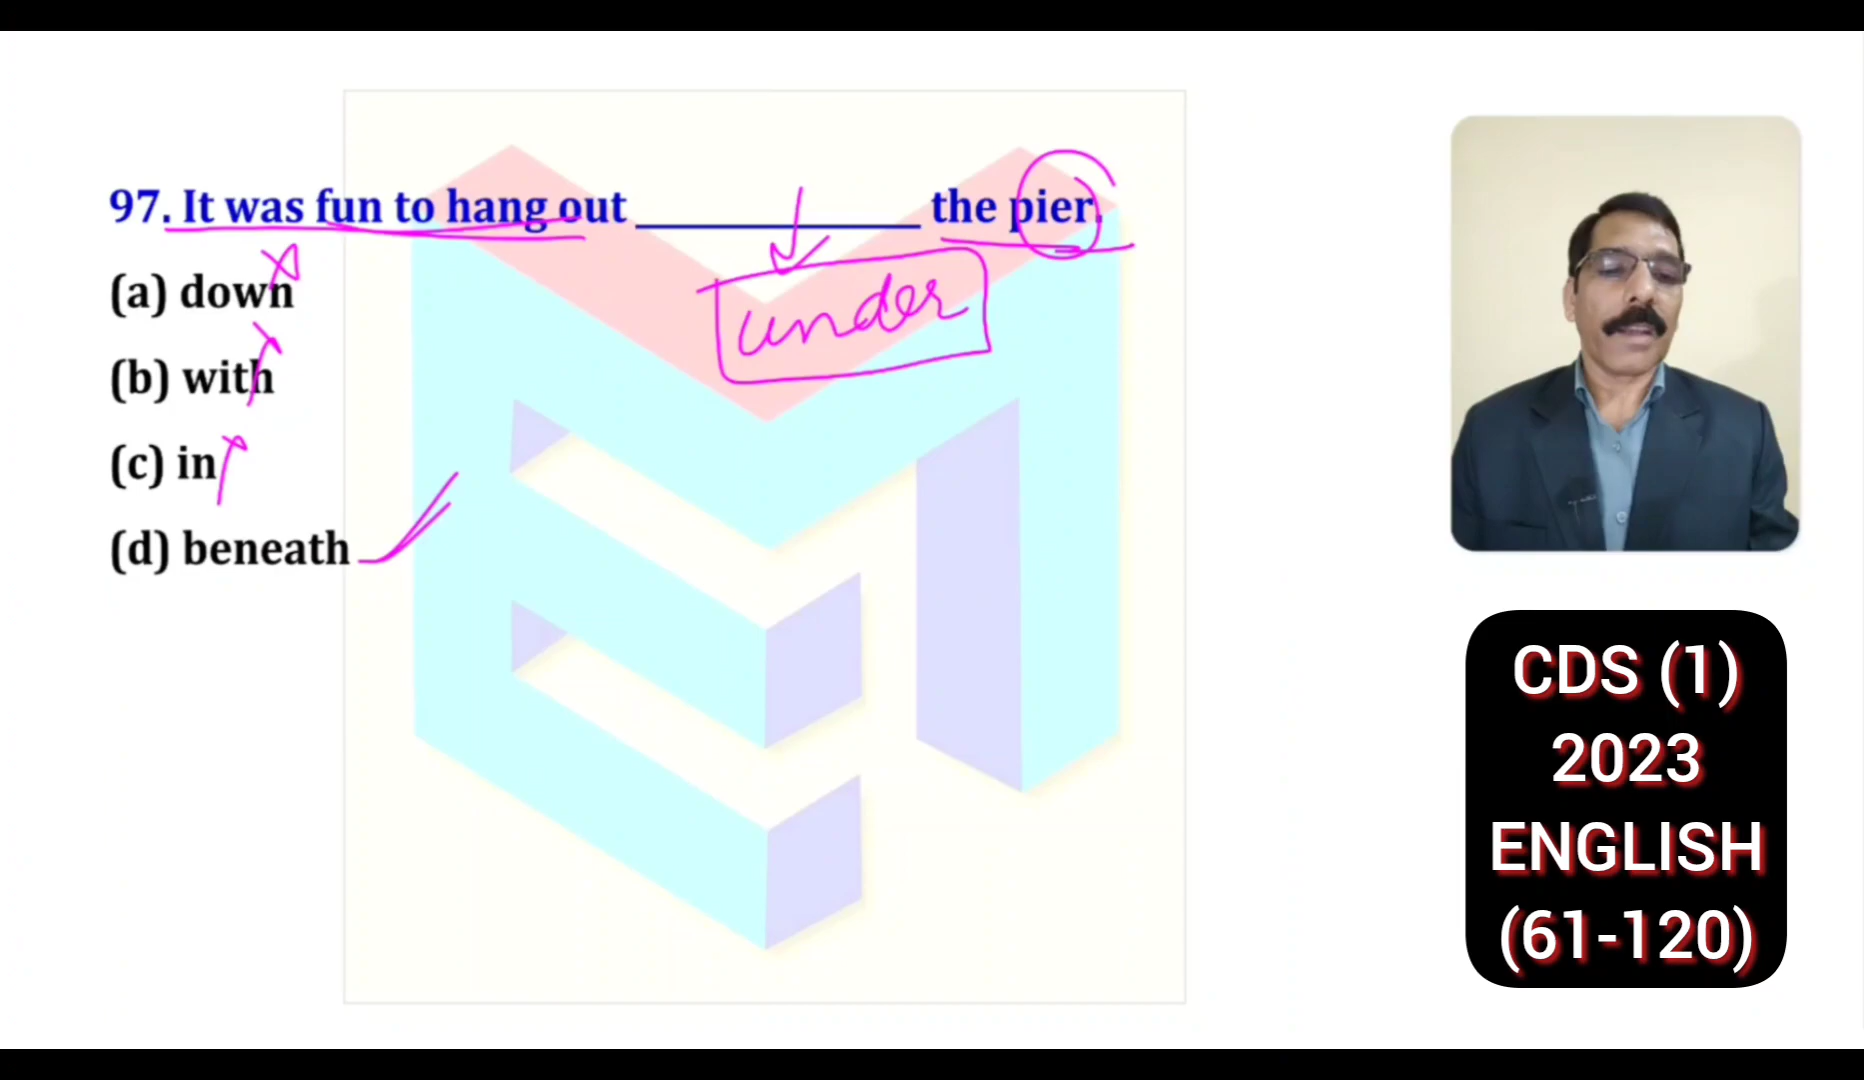 97. It was fun to hang out ____________ the pier.
under
(a) down
(b) with
(c) in
(d) beneath
CDS (1)
2023
ENGLISH
(61-120)